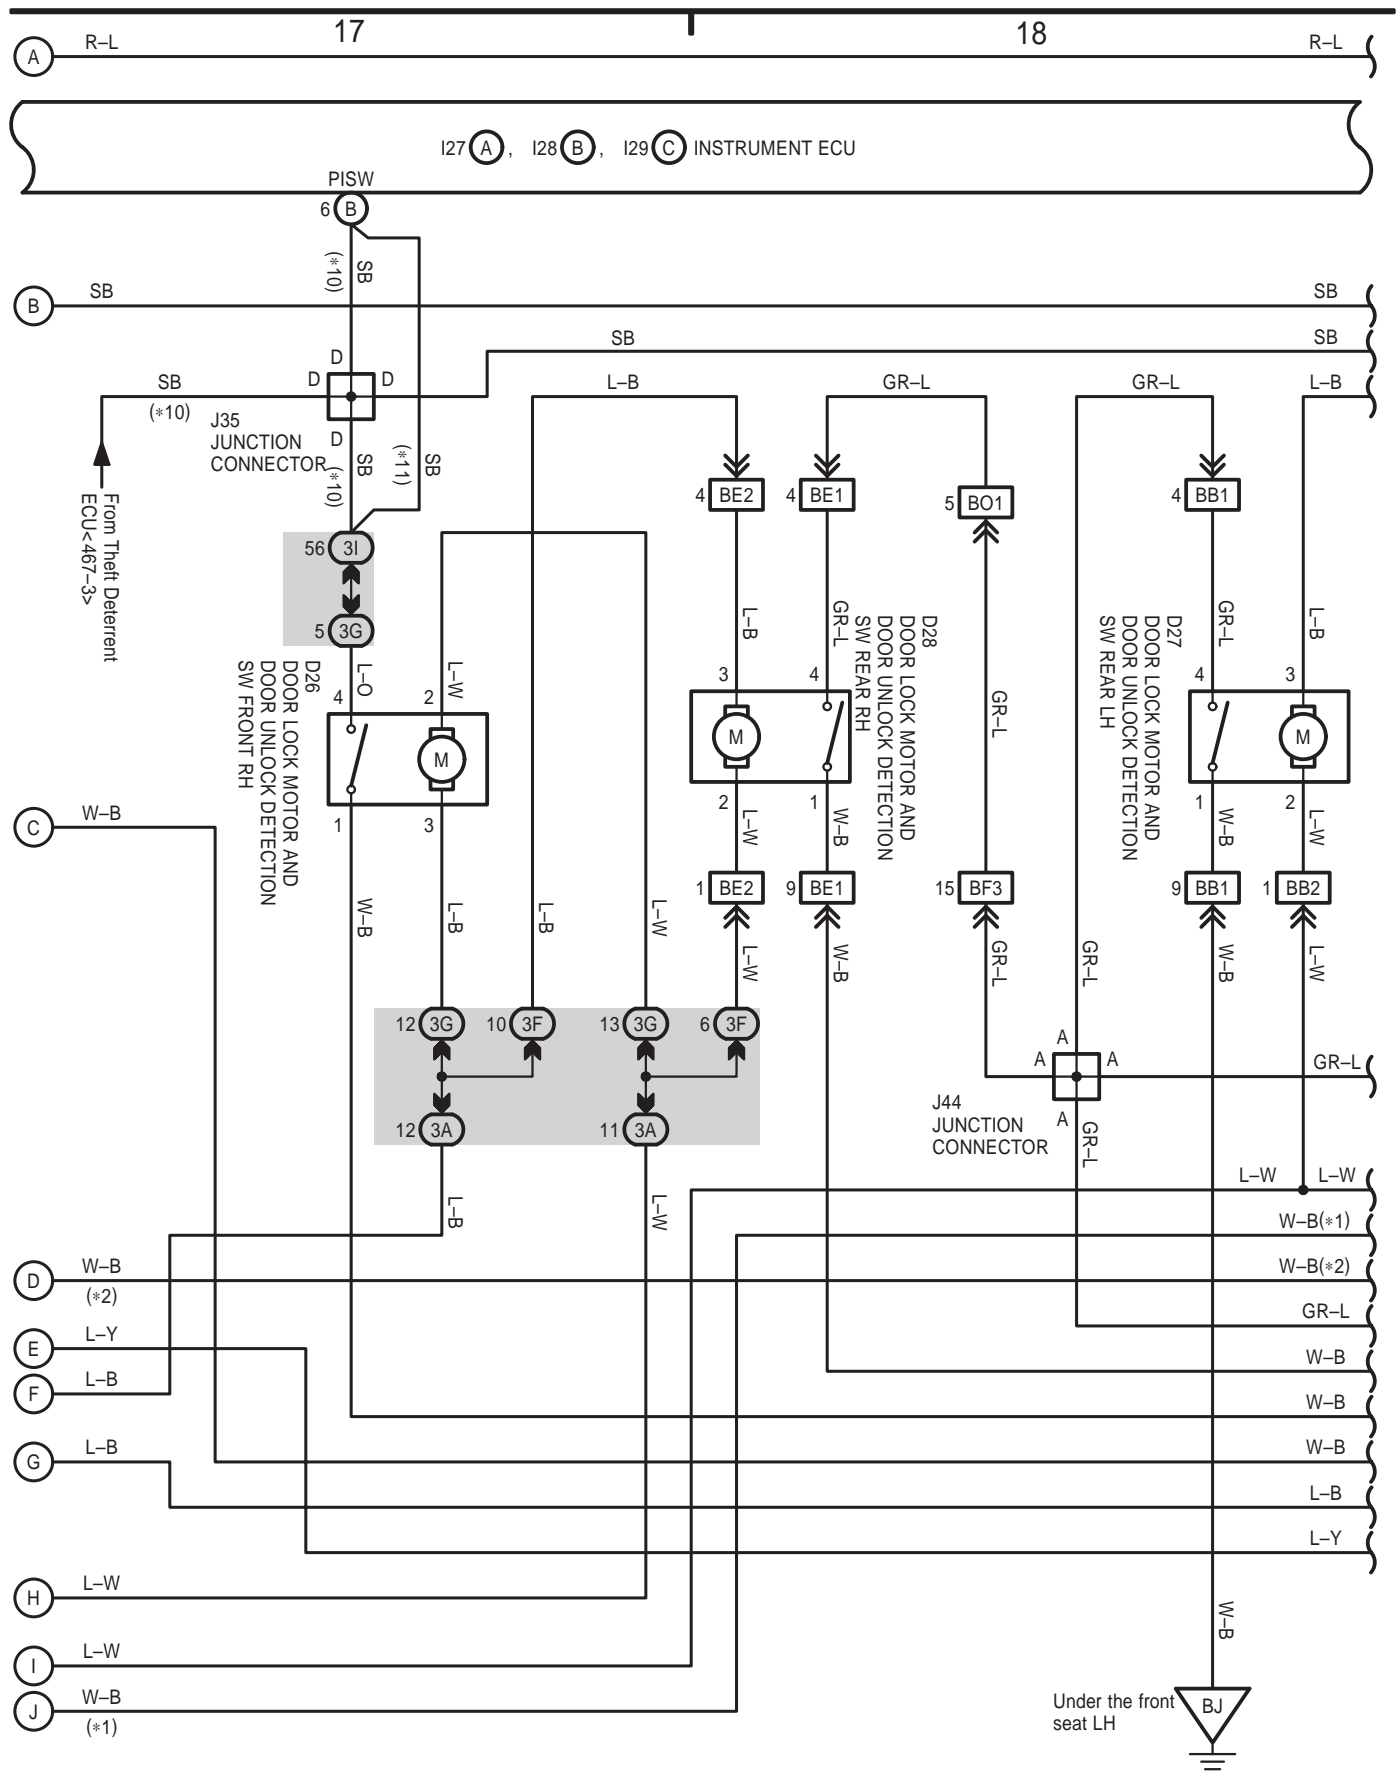 17
18
A
R–L
R–L
I27 A , I28 B , I29 C INSTRUMENT ECU
PISW
6 B
SB
(∗10)
B
SB
SB
SB
SB
D
D
D
D
SB
(∗10)
J35
JUNCTION
CONNECTOR
SB
(∗10)
SB
(∗11)
From Theft Deterrent
ECU<467–3>
L–B
GR–L
GR–L
L–B
4 BE2
4 BE1
5 BO1
4 BB1
56 3I
5 3G
L–O
L–W
L–B
GR–L
GR–L
GR–L
L–B
D26
DOOR LOCK MOTOR AND
DOOR UNLOCK DETECTION
SW FRONT RH
4
2
M
1
3
D28
DOOR LOCK MOTOR AND
DOOR UNLOCK DETECTION
SW REAR RH
3
4
M
2
1
D27
DOOR LOCK MOTOR AND
DOOR UNLOCK DETECTION
SW REAR LH
4
3
M
1
2
C
W–B
L–W
W–B
W–B
L–W
1 BE2
9 BE1
15 BF3
9 BB1
1 BB2
W–B
L–B
L–B
L–W
L–W
W–B
GR–L
GR–L
W–B
L–W
12 3G
10 3F
13 3G
6 3F
12 3A
11 3A
A
A
A
A
J44
JUNCTION
CONNECTOR
GR–L
GR–L
L–B
L–W
L–W
L–W
W–B(∗1)
D
W–B
(∗2)
W–B(∗2)
GR–L
E
L–Y
W–B
F
L–B
W–B
G
L–B
W–B
L–B
L–Y
H
L–W
W–B
I
L–W
J
W–B
(∗1)
Under the front
seat LH
BJ